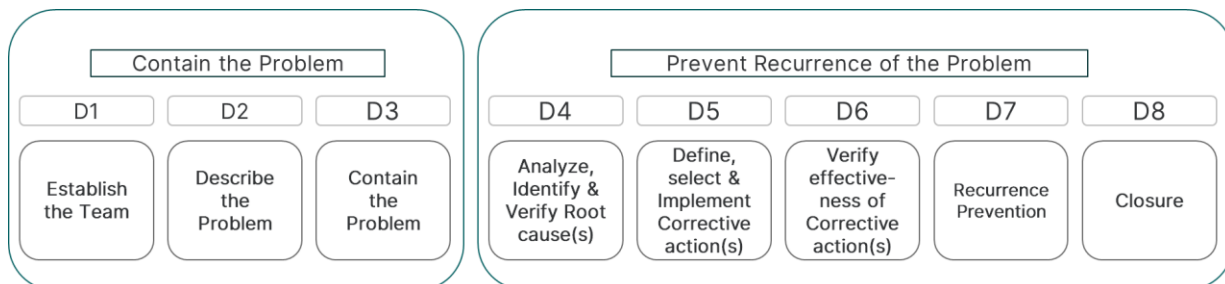 Contain the Problem
Prevent Recurrence of the Problem
D1
D2
D3
D4
D5
D6
D7
D8
Establish
the Team
Describe
the
Problem
Contain
the
Problem
Analyze,
Identify &
Verify Root
cause(s)
Define,
select &
Implement
Corrective
action(s)
Verify
effective-
ness of
Corrective
action(s)
Recurrence
Prevention
Closure